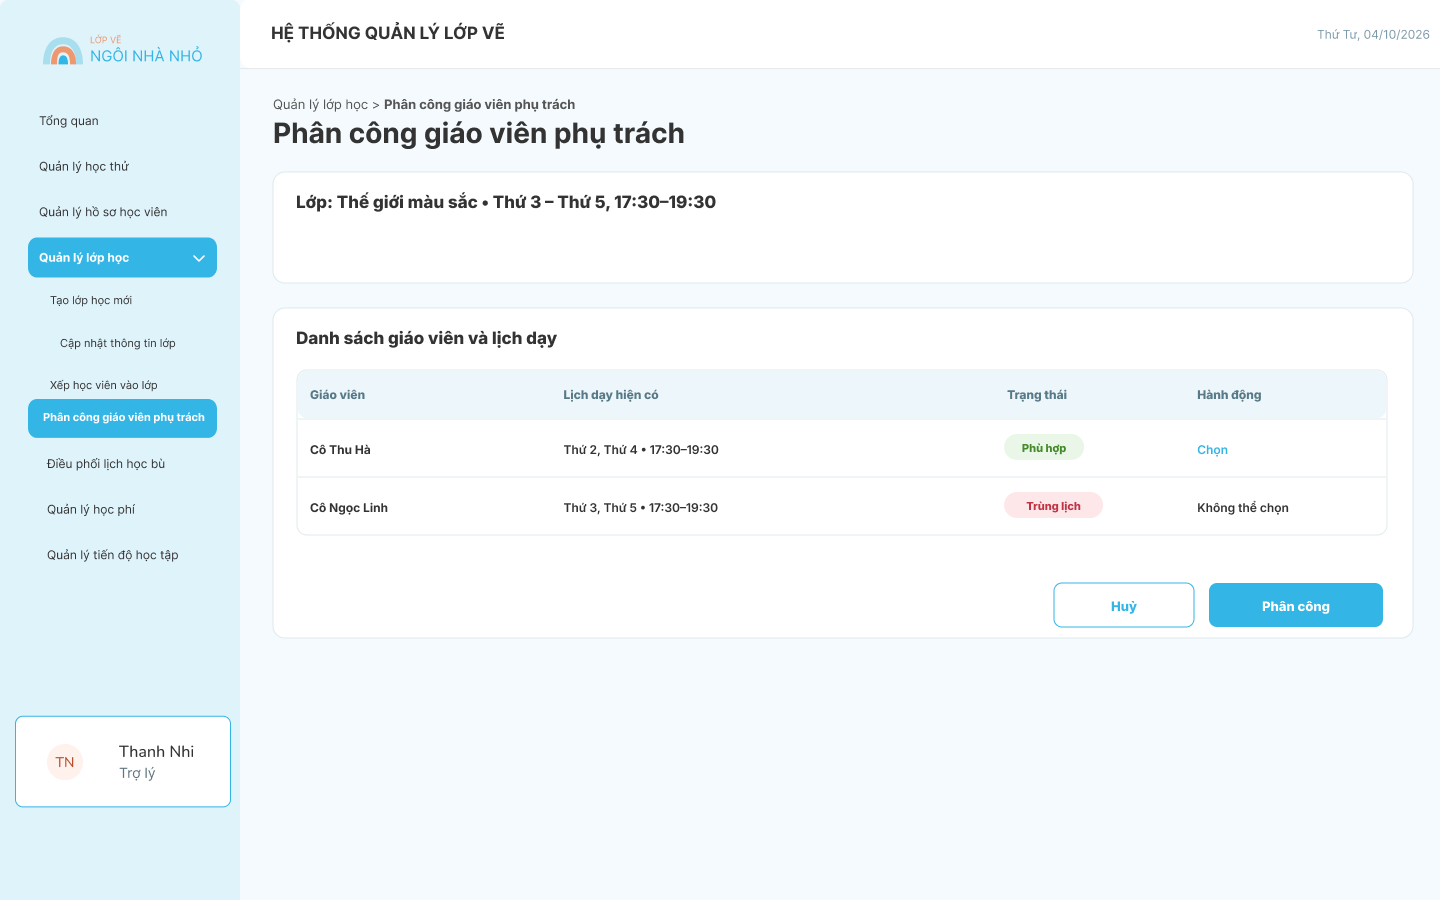 LỚP VẼ
NGÔI NHÀ NHỎ
HỆ THỐNG QUẢN LÝ LỚP VẼ
Thứ Tư, 04/10/2026
Tổng quan
Quản lý học thử
Quản lý hồ sơ học viên
Quản lý lớp học
Tạo lớp học mới
Cập nhật thông tin lớp
Xếp học viên vào lớp
Phân công giáo viên phụ trách
Điều phối lịch học bù
Quản lý học phí
Quản lý tiến độ học tập
TN
Thanh Nhi
Trợ lý
Quản lý lớp học > Phân công giáo viên phụ trách
Phân công giáo viên phụ trách
Lớp: Thế giới màu sắc • Thứ 3 – Thứ 5, 17:30–19:30
Danh sách giáo viên và lịch dạy
Giáo viên Lịch dạy hiện có Trạng thái Hành động
Cô Thu Hà Thứ 2, Thứ 4 • 17:30–19:30 Phù hợp Chọn
Cô Ngọc Linh Thứ 3, Thứ 5 • 17:30–19:30 Trùng lịch Không thể chọn
Huỷ Phân công